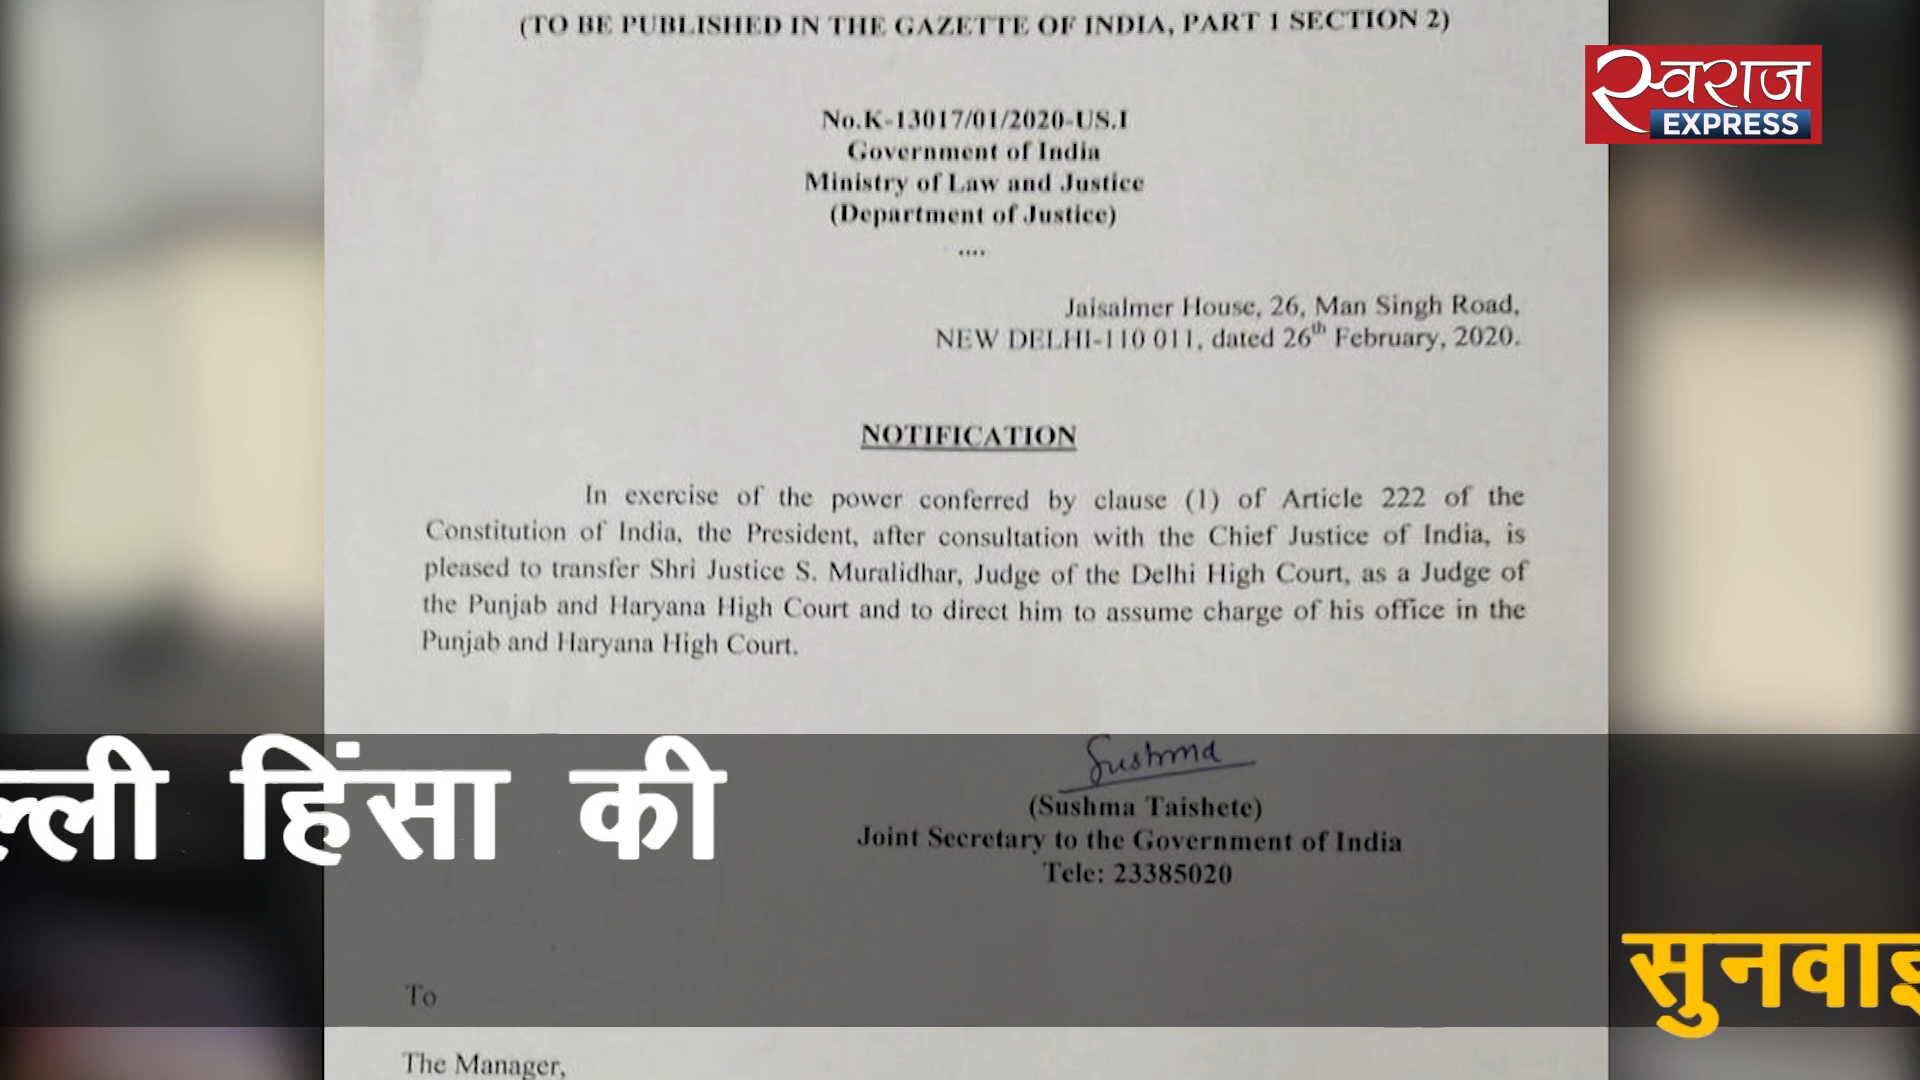 (TO BE PUBLISHED IN THE GAZETTE OF INDIA, PART 1 SECTION 2)
स्वराज
EXPRESS
No.K-13017/01/2020-US.I
Government of India
Ministry of Law and Justice
(Department of Justice)
....
Jaisalmer House, 26, Man Singh Road,
NEW DELHI-110 011, dated 26th February, 2020.
NOTIFICATION
In exercise of the power conferred by clause (1) of Article 222 of the
Constitution of India, the President, after consultation with the Chief Justice of India, is
pleased to transfer Shri Justice S. Muralidhar, Judge of the Delhi High Court, as a Judge of
the Punjab and Haryana High Court and to direct him to assume charge of his office in the
Punjab and Haryana High Court.
Sushma
(Sushma Taishete)
Joint Secretary to the Government of India
Tele: 23385020
ल्ली हिंसा की
सुनवाइ
To
The Manager,